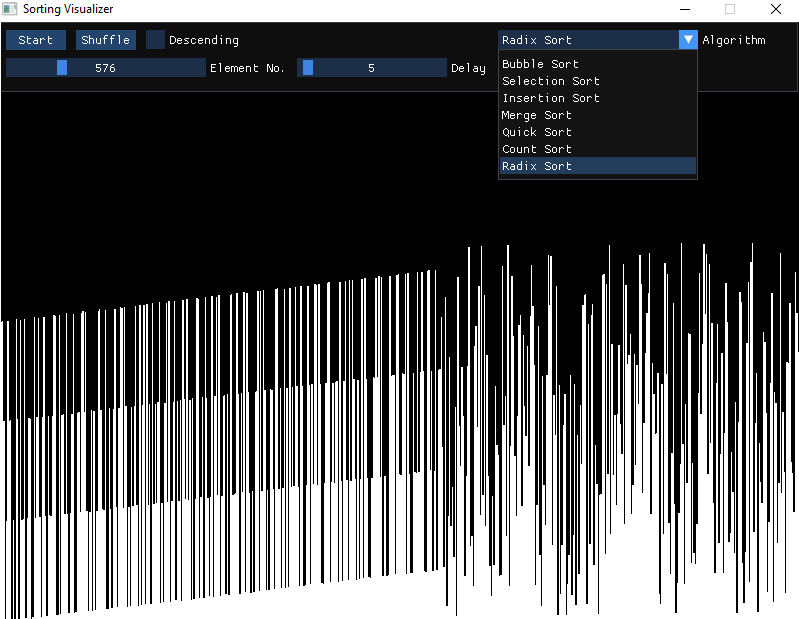 Sorting Visualizer
Start Shuffle Descending Radix Sort Algorithm
576 Element No. 5 Delay
Bubble Sort
Selection Sort
Insertion Sort
Merge Sort
Quick Sort
Count Sort
Radix Sort